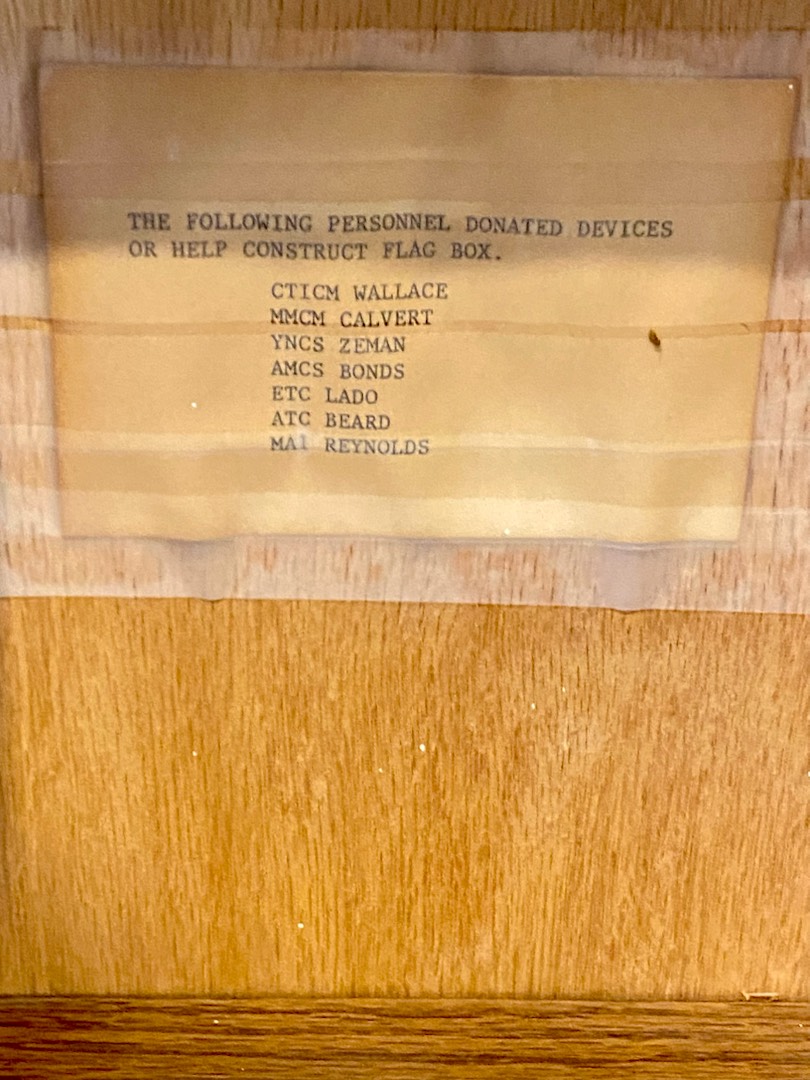 THE FOLLOWING PERSONNEL DONATED DEVICES
OR HELP CONSTRUCT FLAG BOX.
CTICM WALLACE
MMCM CALVERT
YNCS ZEMAN
AMCS BONDS
ETC LADO
ATC BEARD
MA1 REYNOLDS